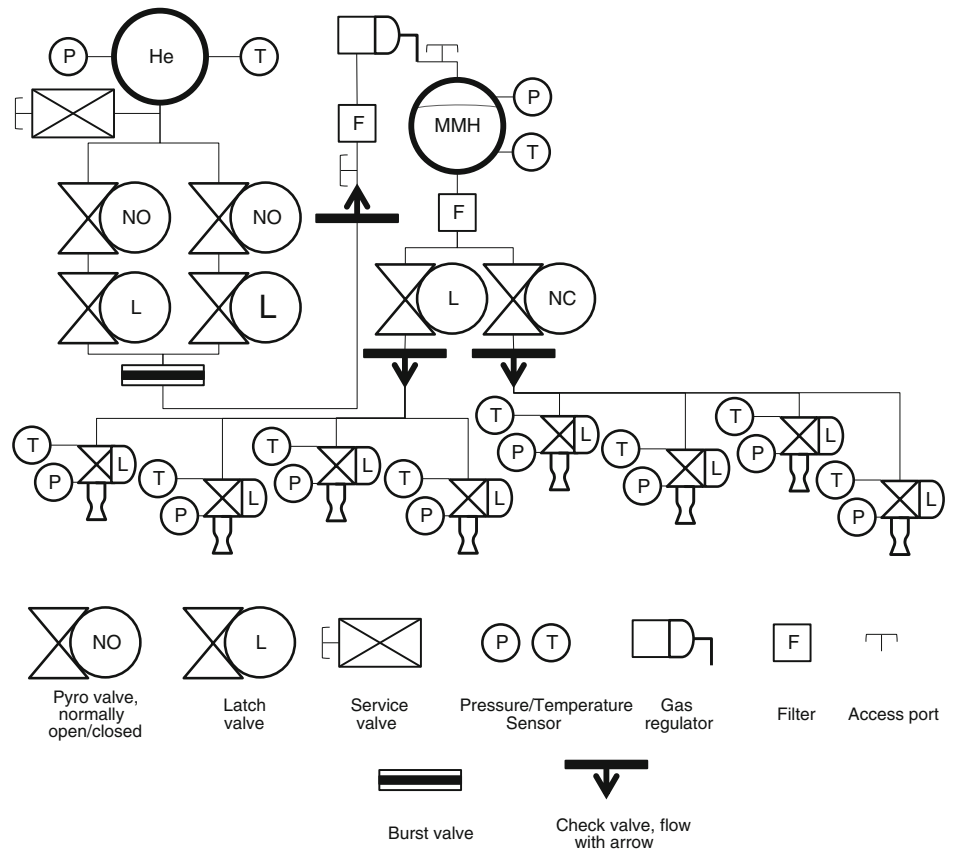 P
He
T
F
MMH
P
T
F
NO
NO
L
L
L
NC
T
P
L
T
P
L
T
P
L
T
P
L
T
P
L
T
P
L
T
P
L
T
P
L
NO
L
P
T
F
Pyro valve,
normally
open/closed
Latch
valve
Service
valve
Pressure/Temperature
Sensor
Gas
regulator
Filter
Access port
Burst valve
Check valve, flow
with arrow